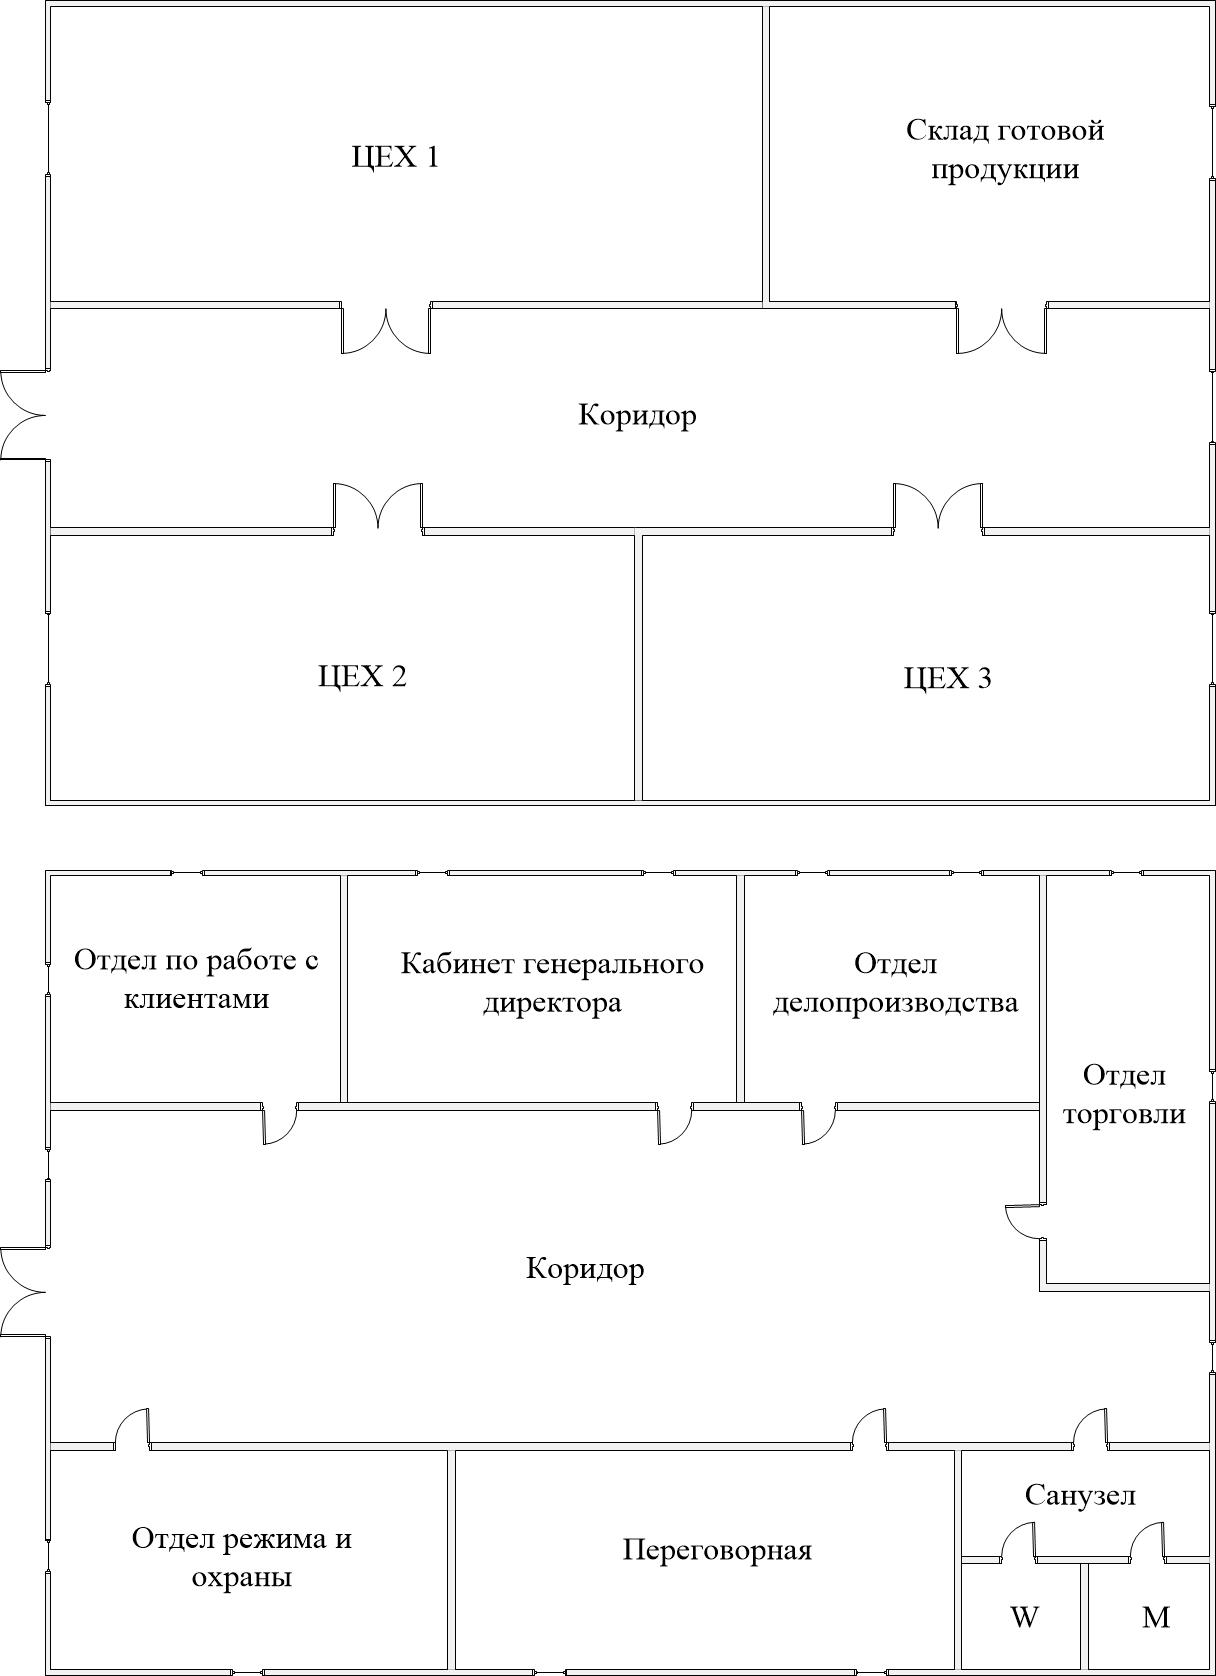 ЦЕХ 1
Склад готовой
продукции
Коридор
ЦЕХ 2
ЦЕХ 3
Отдел по работе с
клиентами
Кабинет генерального
директора
Отдел
делопроизводства
Отдел
торговли
Коридор
Отдел режима и
охраны
Переговорная
Санузел
W
M